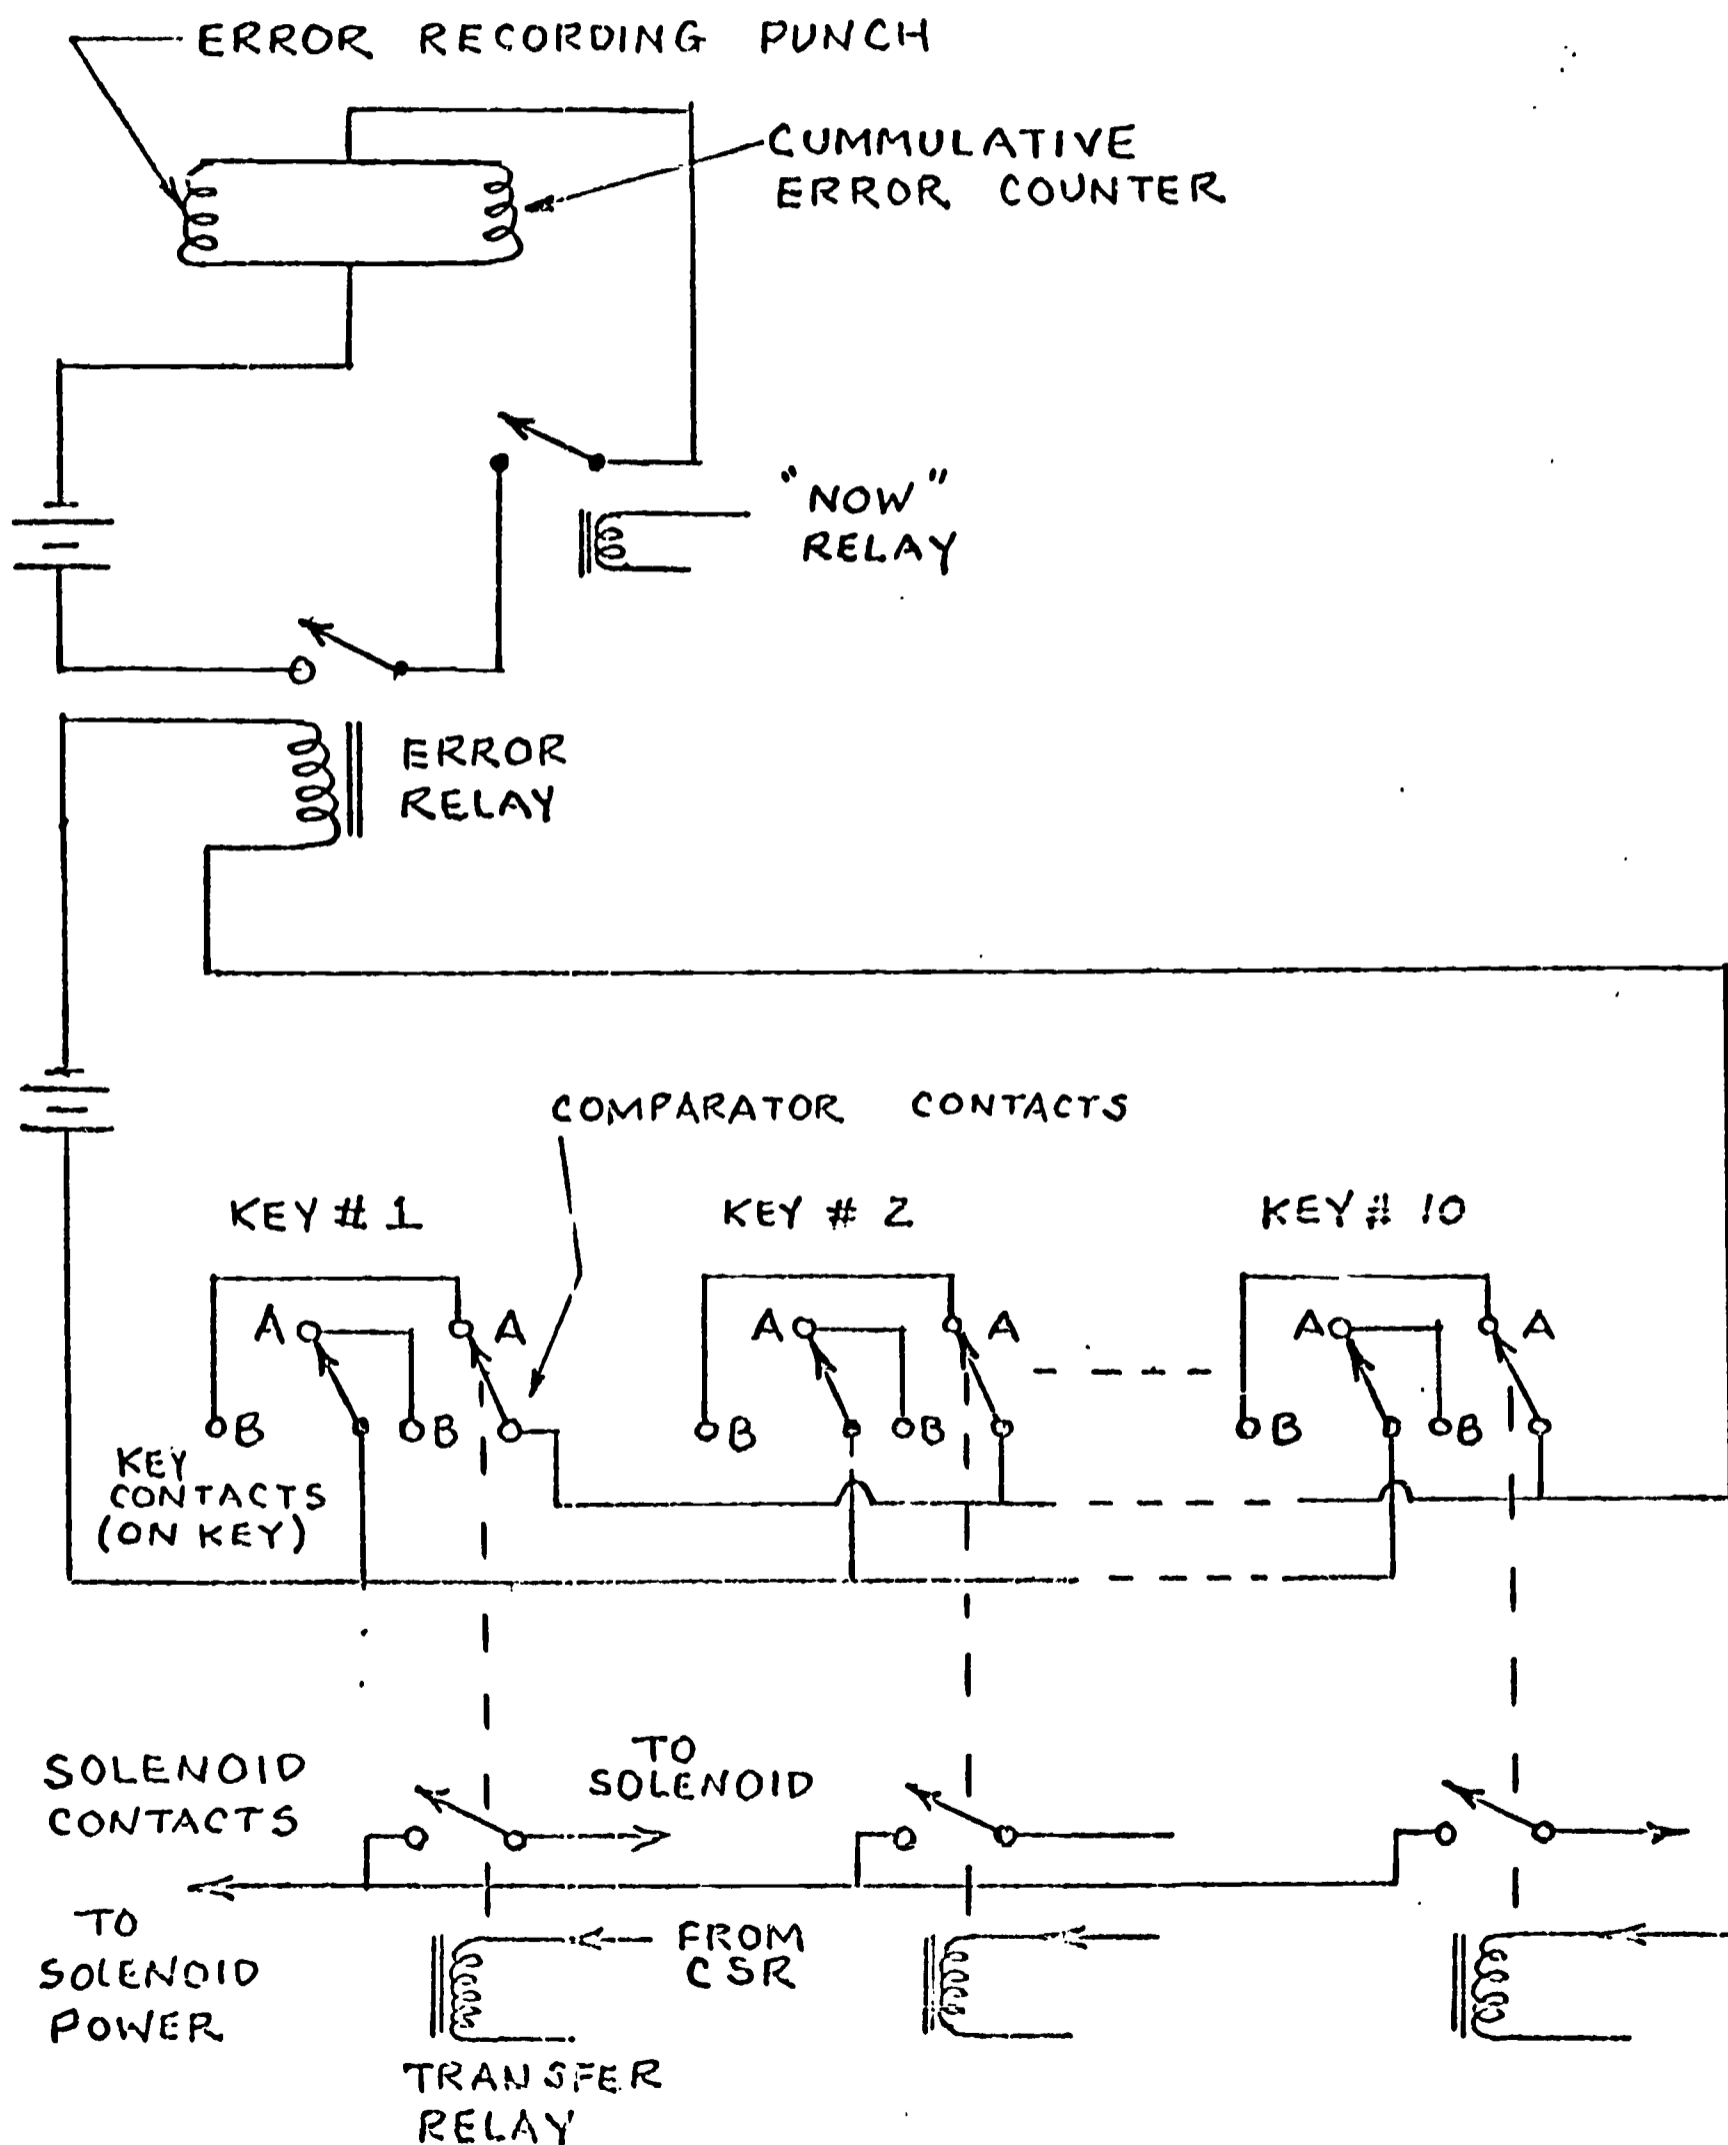 ERROR RECORDING PUNCH
CUMMULATIVE
ERROR COUNTER
"NOW"
RELAY
ERROR
RELAY
COMPARATOR CONTACTS
KEY # 1
KEY # 2
KEY # 10
A
A
A
A
A
A
B
B
B
B
B
B
KEY
CONTACTS
(ON KEY)
SOLENOID
CONTACTS
TO
SOLENOID
TO
SOLENOID
POWER
FROM
CSR
TRANSFER
RELAY